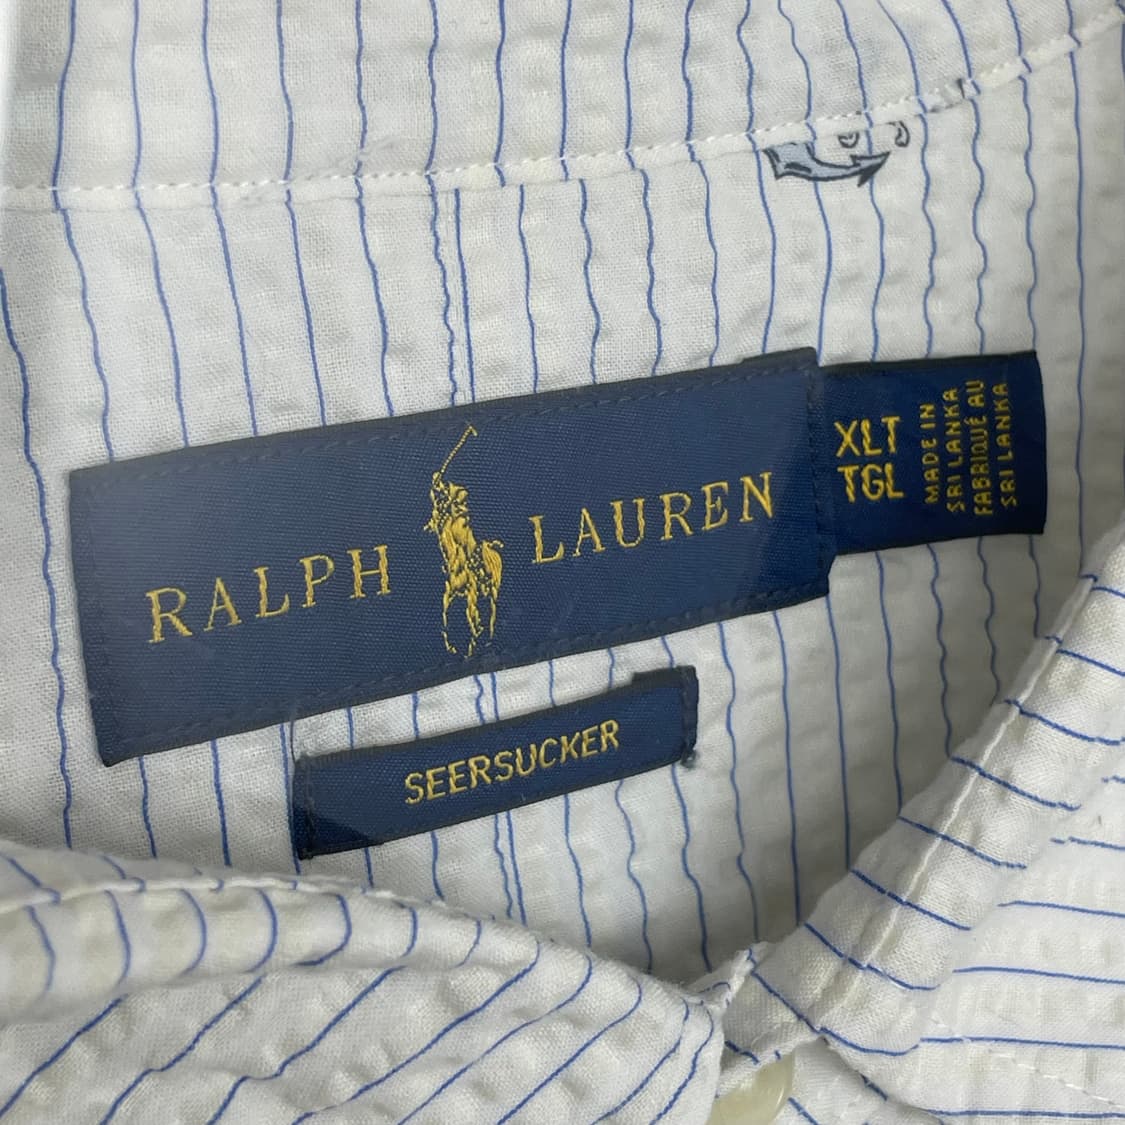 RALPH LAUREN
XLT
TGL
MADE IN
SRI LANKA
FABRIQUÉ AU
SRI LANKA
SEERSUCKER